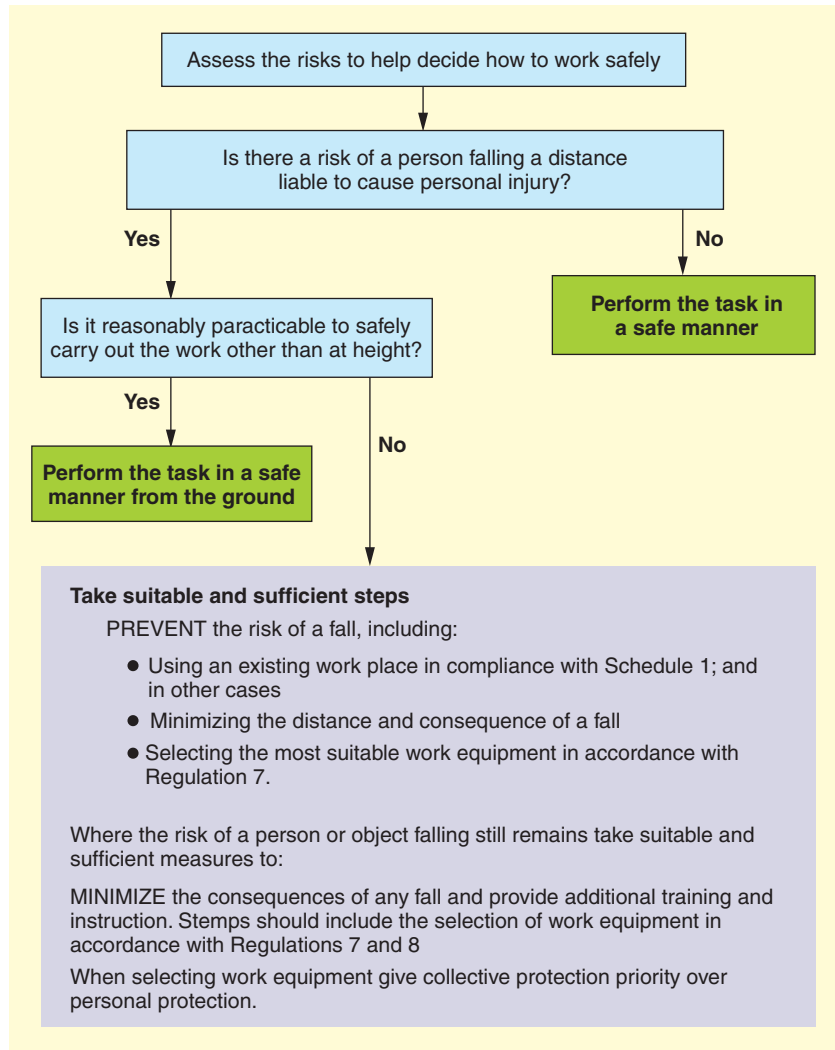 Assess the risks to help decide how to work safely
Is there a risk of a person falling a distance
liable to cause personal injury?
Yes
No
Perform the task in
a safe manner
Is it reasonably paracticable to safely
carry out the work other than at height?
Yes
No
Perform the task in a safe
manner from the ground
Take suitable and sufficient steps
PREVENT the risk of a fall, including:
● Using an existing work place in compliance with Schedule 1; and
in other cases
● Minimizing the distance and consequence of a fall
● Selecting the most suitable work equipment in accordance with
Regulation 7.
Where the risk of a person or object falling still remains take suitable and
sufficient measures to:
MINIMIZE the consequences of any fall and provide additional training and
instruction. Stemps should include the selection of work equipment in
accordance with Regulations 7 and 8
When selecting work equipment give collective protection priority over
personal protection.